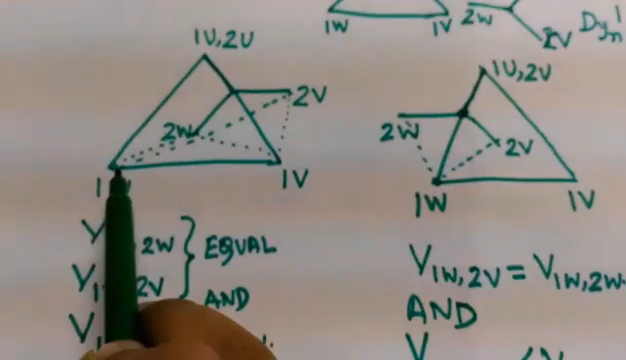 1W 1V 2W 2V Dyn1
1U,2U
2V
2W
1V
1U,2U
2W
2V
1W 1V
2W } EQUAL
2V AND
V1W,2V = V1W,2W.
AND